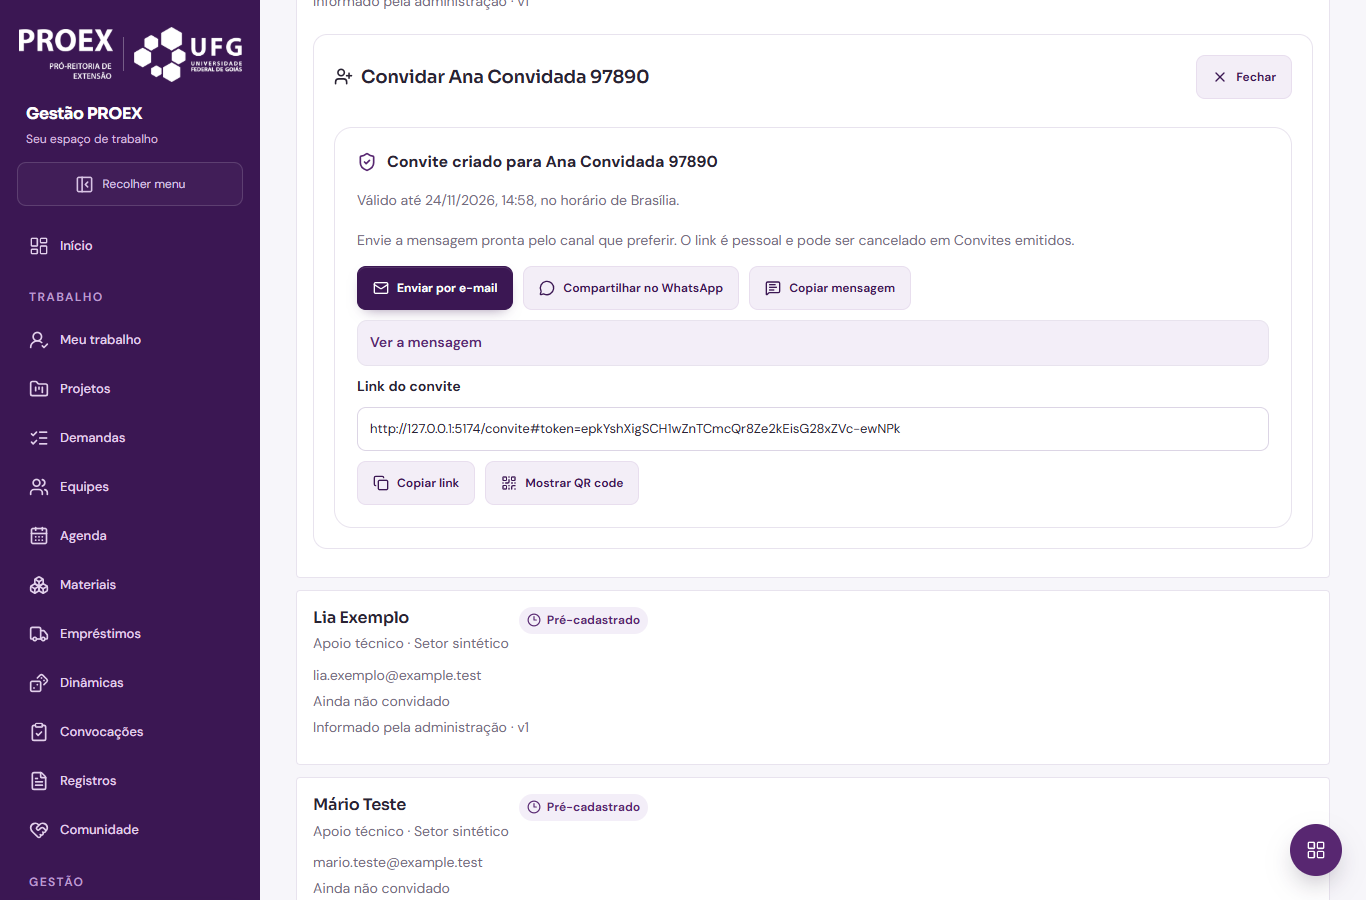 PROEX
PRÓ-REITORIA DE
EXTENSÃO
UFG
UNIVERSIDADE
FEDERAL DE GOIÁS
Gestão PROEX
Seu espaço de trabalho
Recolher menu
Início
TRABALHO
Meu trabalho
Projetos
Demandas
Equipes
Agenda
Materiais
Empréstimos
Dinâmicas
Convocações
Registros
Comunidade
GESTÃO
Informado pela administração · v1
Convidar Ana Convidada 97890
Fechar
Convite criado para Ana Convidada 97890
Válido até 24/11/2026, 14:58, no horário de Brasília.
Envie a mensagem pronta pelo canal que preferir. O link é pessoal e pode ser cancelado em Convites emitidos.
Enviar por e-mail
Compartilhar no WhatsApp
Copiar mensagem
Ver a mensagem
Link do convite
http://127.0.0.1:5174/convite#token=epkYshXigSCH1wZnTCmcQr8Ze2kEisG28xZVc-ewNPk
Copiar link
Mostrar QR code
Lia Exemplo
Pré-cadastrado
Apoio técnico · Setor sintético
lia.exemplo@example.test
Ainda não convidado
Informado pela administração · v1
Mário Teste
Pré-cadastrado
Apoio técnico · Setor sintético
mario.teste@example.test
Ainda não convidado